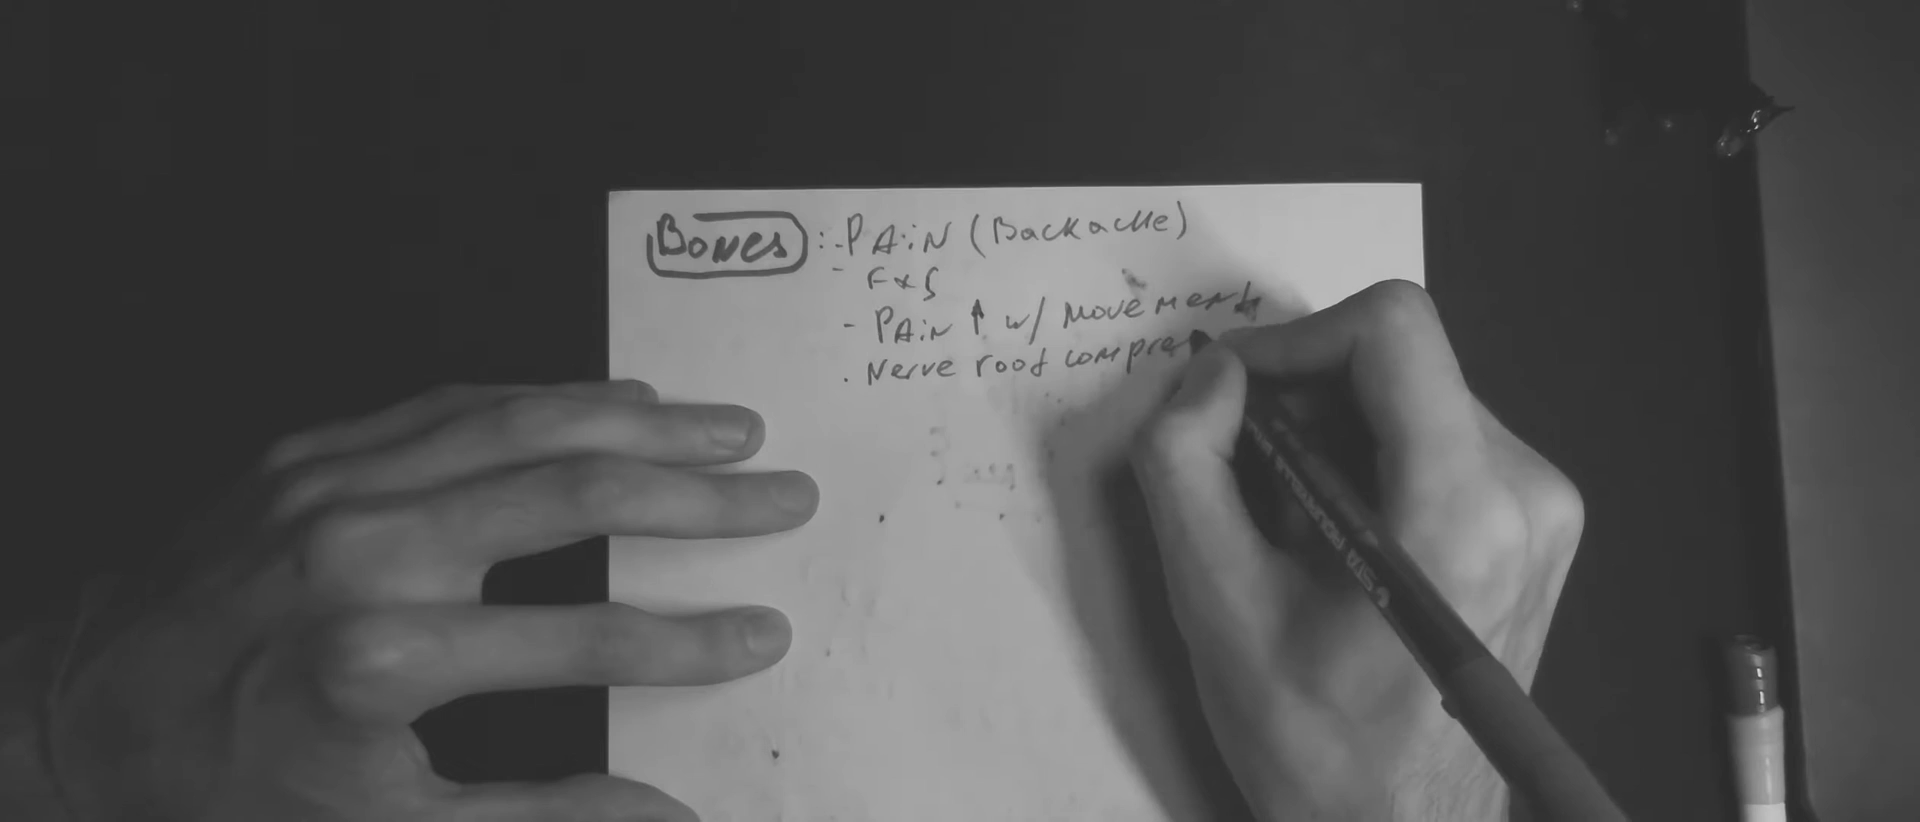 Bones : - PAiN (Backache)
- Fxs
- PAiN ↑ w/ movement
. Nerve root compre